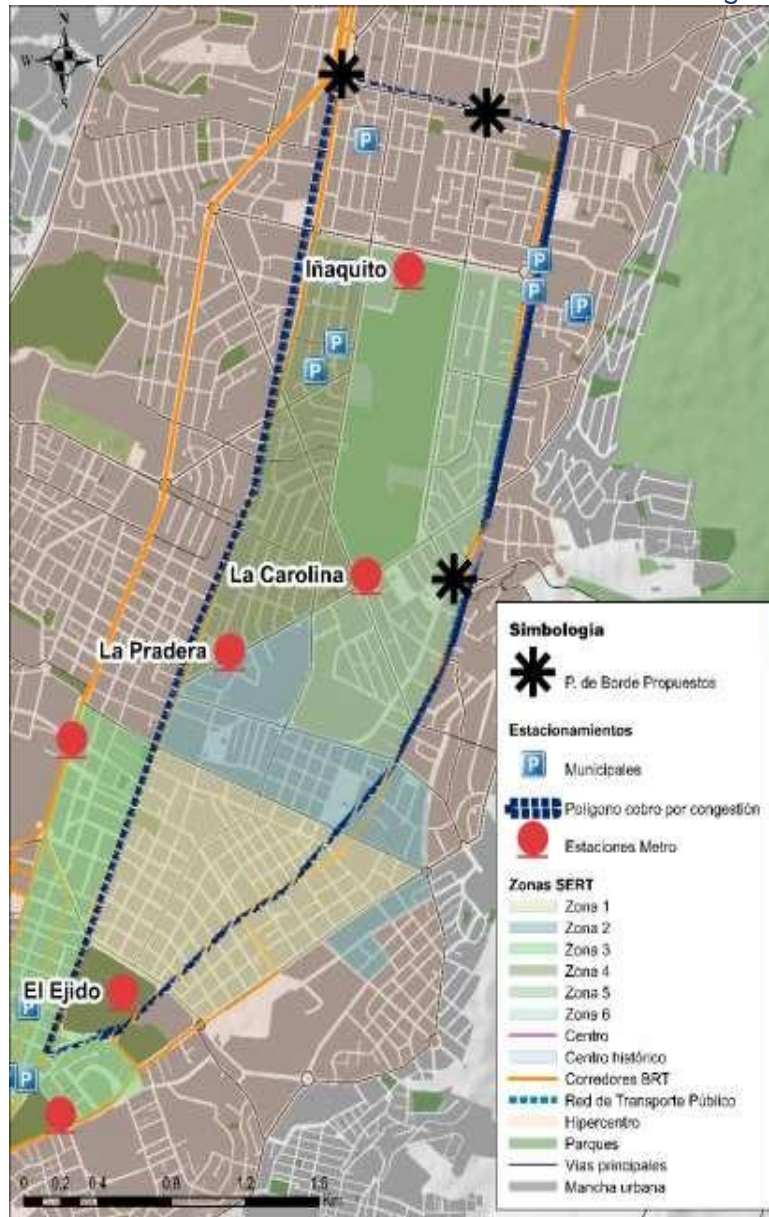 N
W E
S
P
Iñaquito
P
P
P
P
P
La Carolina
La Pradera
El Ejido
P
P
Simbología
P. de Borde Propuestos
Estacionamientos
P Municipales
Polígono cobro por congestión
Estaciones Metro
Zonas SERT
Zona 1
Zona 2
Zona 3
Zona 4
Zona 5
Zona 6
Centro
Centro histórico
Corredores BRT
Red de Transporte Público
Hipercentro
Parques
Vías principales
Mancha urbana
0 0.2 0.4 0.8 1.2 1.6
Km